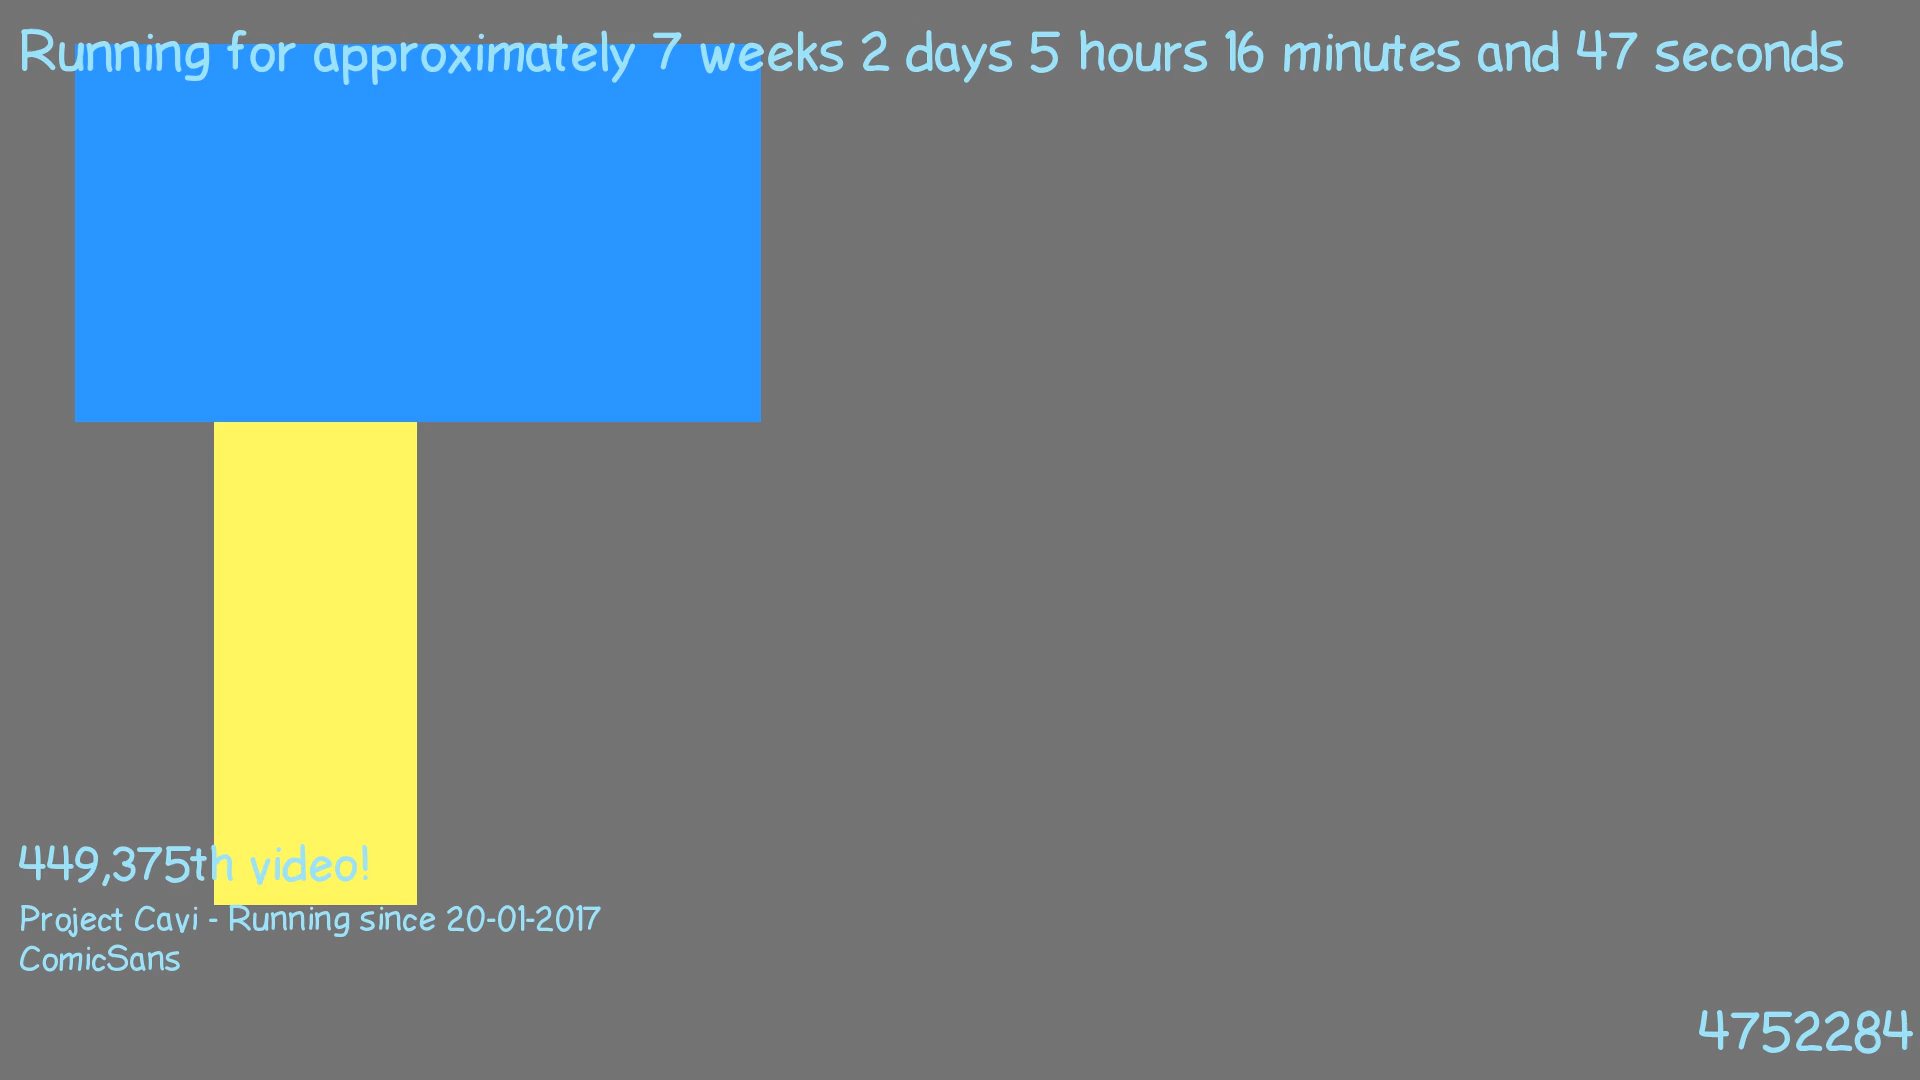 Running for approximately 7 weeks 2 days 5 hours 16 minutes and 47 seconds
449,375th video!
Project Cavi - Running since 20-01-2017
ComicSans
4752284